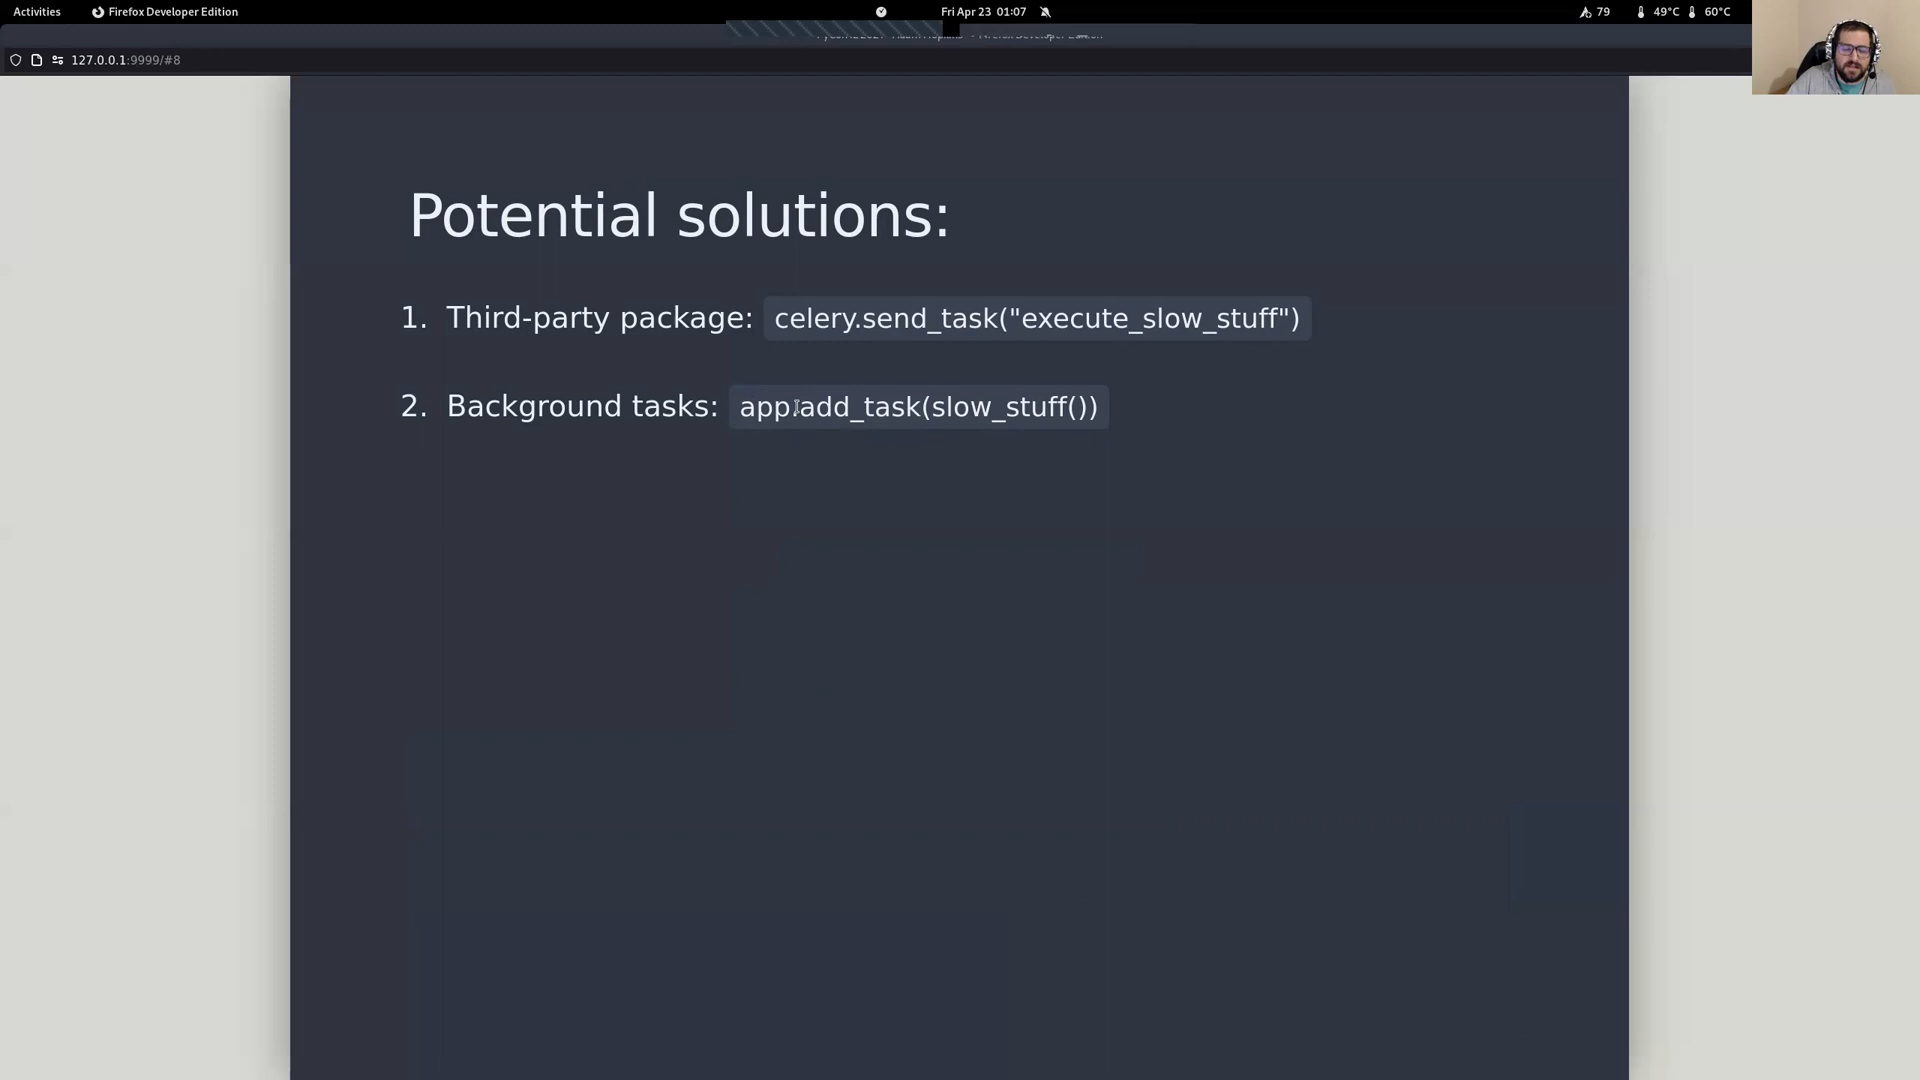 Activities Firefox Developer Edition Fri Apr 23 01:07 79 49°C 60°C
127.0.0.1:9999/#8
Potential solutions:
1. Third-party package: celery.send_task("execute_slow_stuff")
2. Background tasks: app.add_task(slow_stuff())